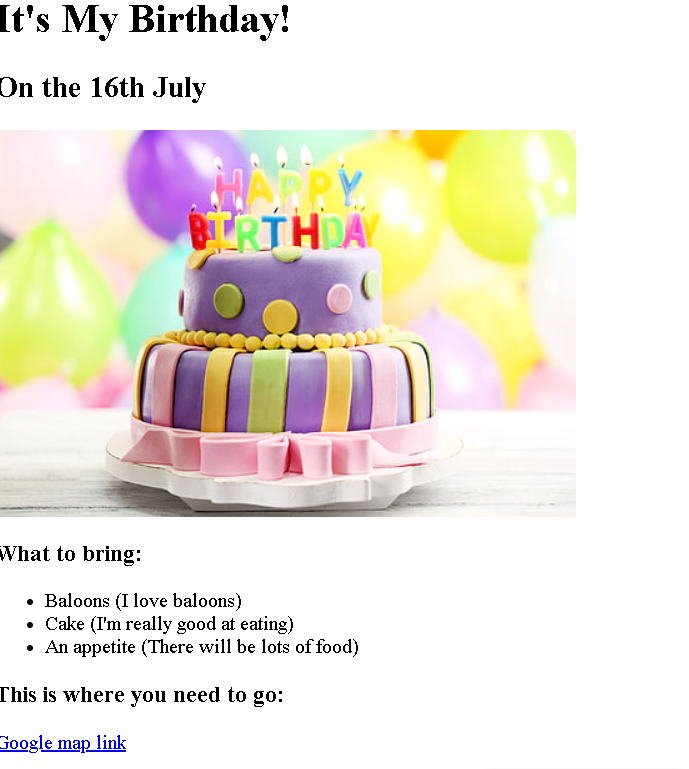 It's My Birthday!
On the 16th July
HAPPY
BIRTHDAY
What to bring:
Baloons (I love baloons)
Cake (I'm really good at eating)
An appetite (There will be lots of food)
This is where you need to go:
Google map link